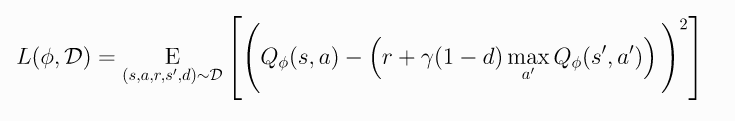 $L(\phi, \mathcal{D}) = \underset{(s,a,r,s',d)\sim\mathcal{D}}{\mathrm{E}}\left[\left(Q_\phi(s,a) - \left(r + \gamma(1-d)\max_{a'} Q_\phi(s',a')\right)\right)^2\right]$